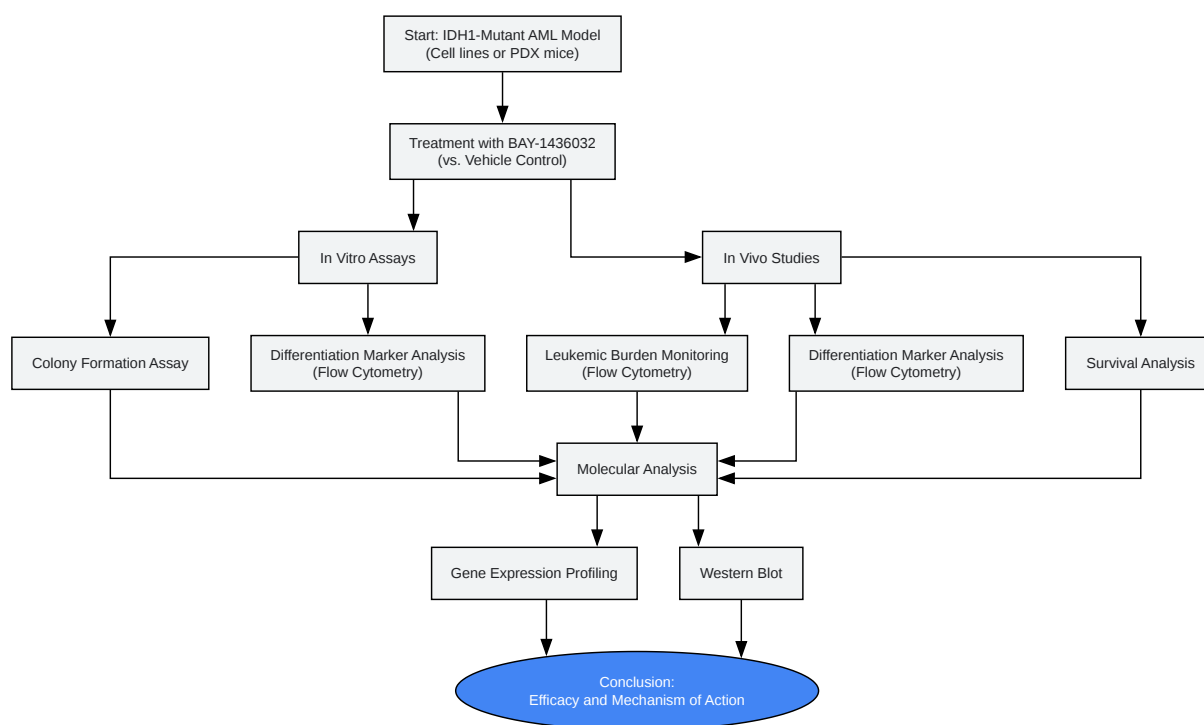 Start: IDH1-Mutant AML Model
(Cell lines or PDX mice)
Treatment with BAY-1436032
(vs. Vehicle Control)
In Vitro Assays
In Vivo Studies
Colony Formation Assay
Differentiation Marker Analysis
(Flow Cytometry)
Leukemic Burden Monitoring
(Flow Cytometry)
Differentiation Marker Analysis
(Flow Cytometry)
Survival Analysis
Molecular Analysis
Gene Expression Profiling
Western Blot
Conclusion:
Efficacy and Mechanism of Action